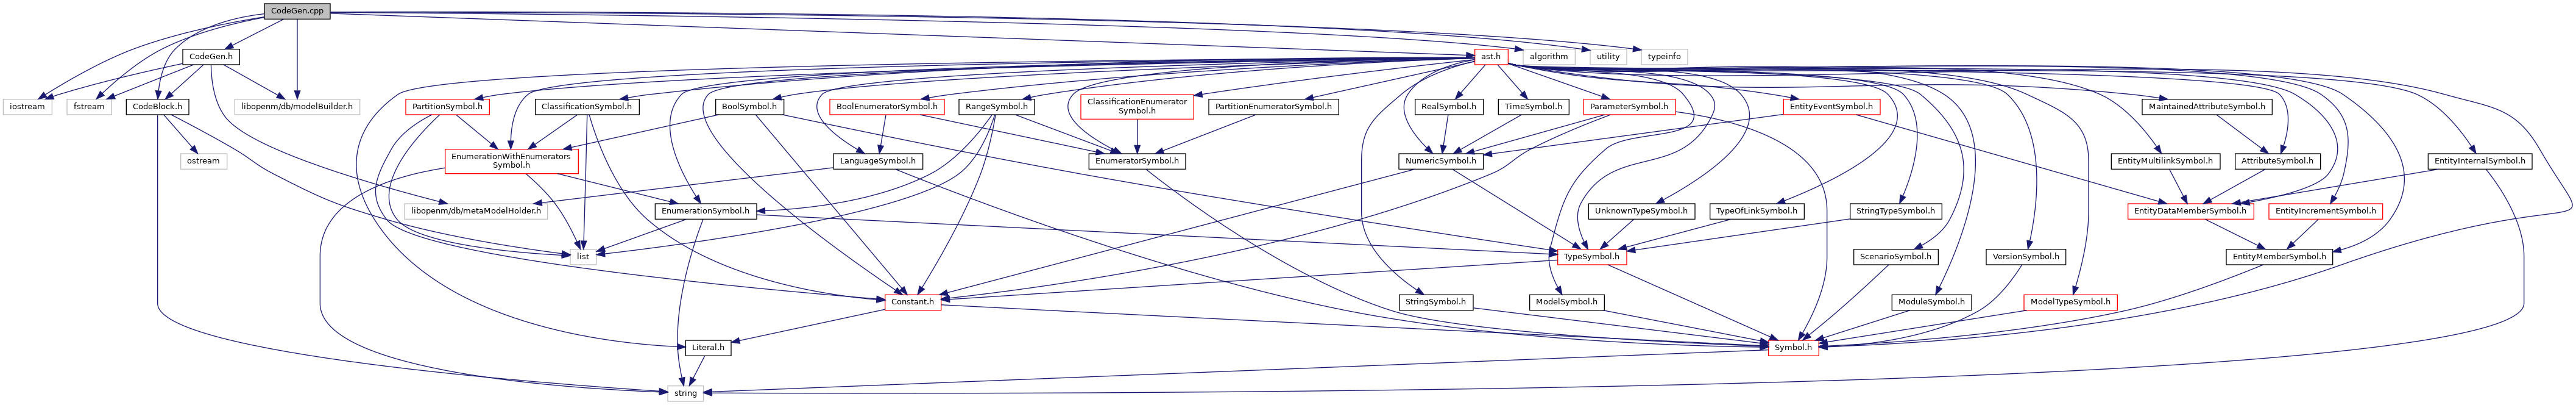 CodeGen.cpp
CodeGen.h
ast.h
algorithm
utility
typeinfo
iostream
fstream
CodeBlock.h
libopenm/db/modelBuilder.h
PartitionSymbol.h
ClassificationSymbol.h
BoolSymbol.h
BoolEnumeratorSymbol.h
RangeSymbol.h
ClassificationEnumerator
Symbol.h
PartitionEnumeratorSymbol.h
RealSymbol.h
TimeSymbol.h
ParameterSymbol.h
EntityEventSymbol.h
MaintainedAttributeSymbol.h
ostream
EnumerationWithEnumerators
Symbol.h
LanguageSymbol.h
EnumeratorSymbol.h
NumericSymbol.h
EntityMultilinkSymbol.h
AttributeSymbol.h
EntityInternalSymbol.h
libopenm/db/metaModelHolder.h
EnumerationSymbol.h
UnknownTypeSymbol.h
TypeOfLinkSymbol.h
StringTypeSymbol.h
EntityDataMemberSymbol.h
EntityIncrementSymbol.h
list
TypeSymbol.h
ScenarioSymbol.h
VersionSymbol.h
EntityMemberSymbol.h
Constant.h
StringSymbol.h
ModelSymbol.h
ModuleSymbol.h
ModelTypeSymbol.h
Literal.h
Symbol.h
string